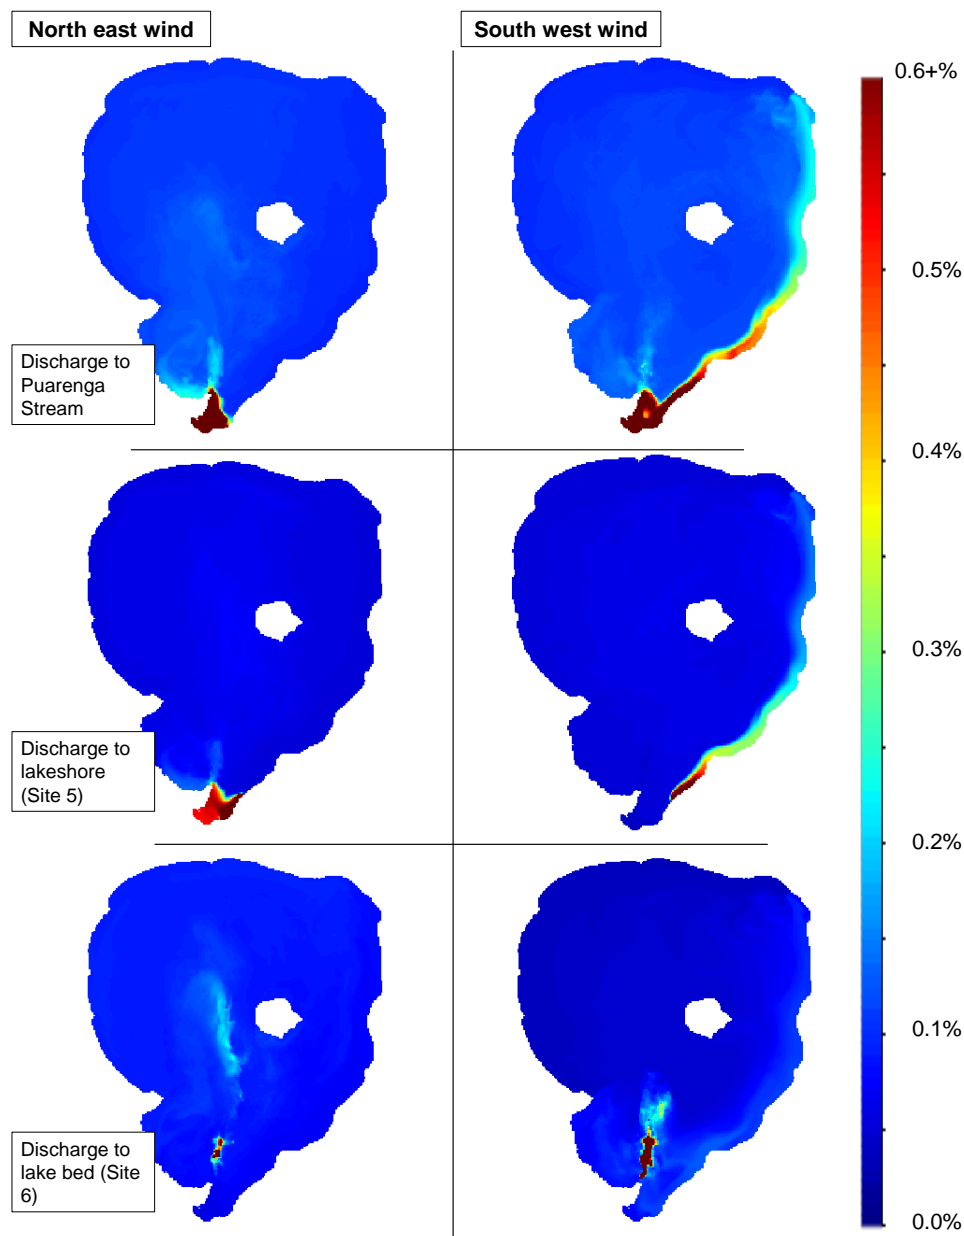 North east wind
South west wind
0.6+%
0.5%
0.4%
0.3%
0.2%
0.1%
0.0%
Discharge to
Puarenga
Stream
Discharge to
lakeshore
(Site 5)
Discharge to
lake bed (Site
6)